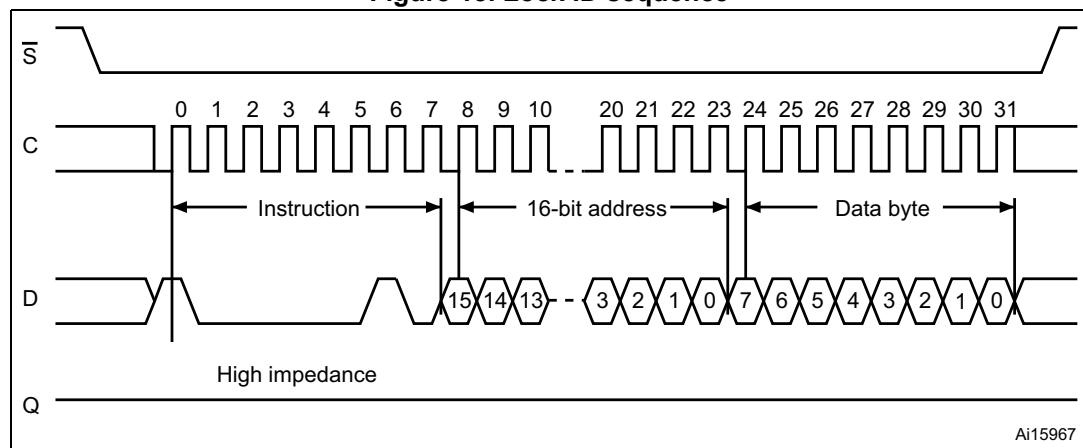 S̅
0 1 2 3 4 5 6 7 8 9 10 20 21 22 23 24 25 26 27 28 29 30 31
C
Instruction 16-bit address Data byte
D 15 14 13 3 2 1 0 7 6 5 4 3 2 1 0
High impedance
Q
Ai15967